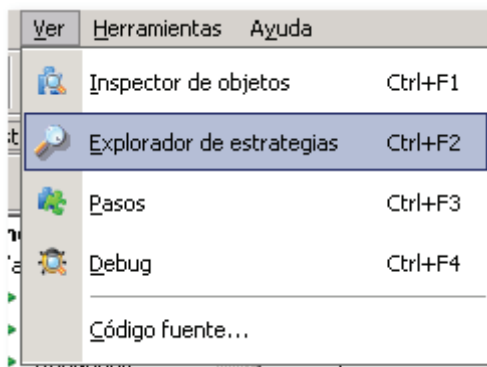 Ver Herramientas Ayuda
Inspector de objetos Ctrl+F1
Explorador de estrategias Ctrl+F2
Pasos Ctrl+F3
Debug Ctrl+F4
Código fuente...